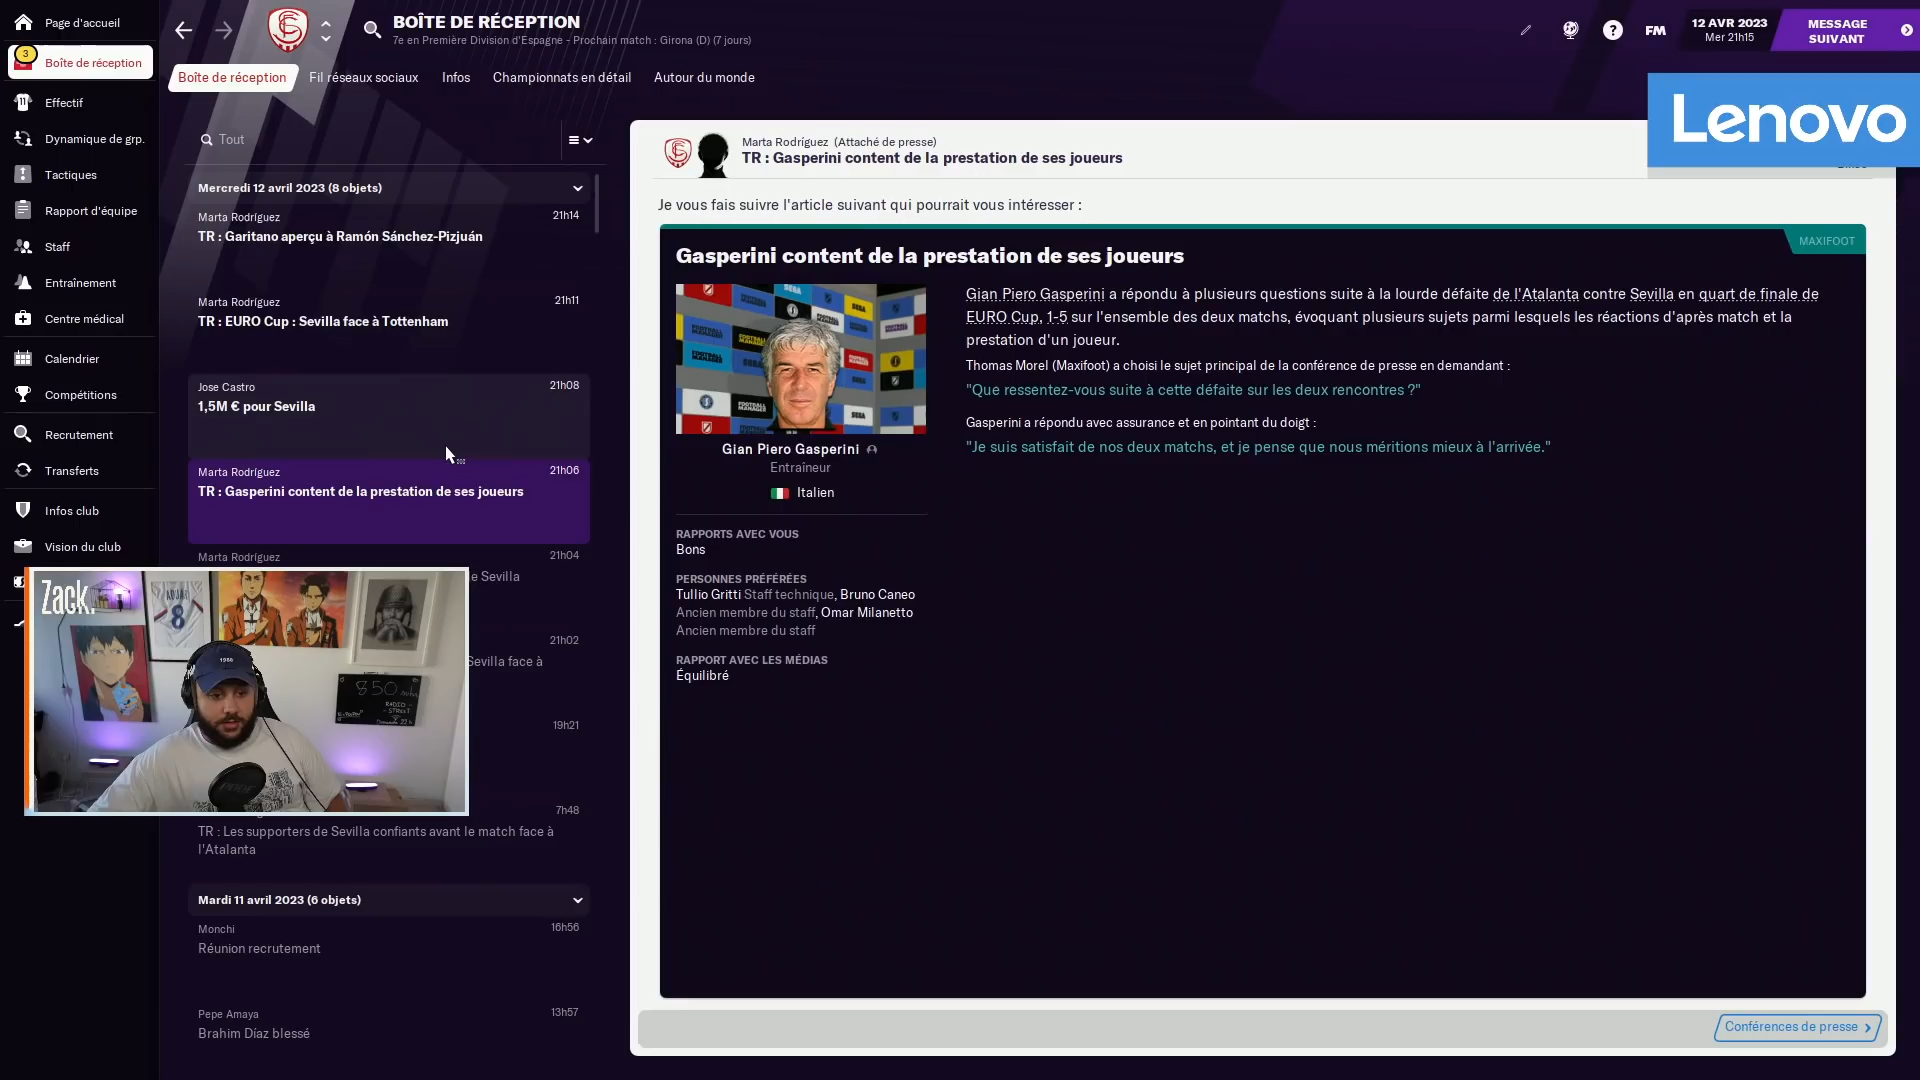 Page d'accueil
3
Boîte de réception
Effectif
Dynamique de grp.
Tactiques
Rapport d'équipe
Staff
Entraînement
Centre médical
Calendrier
Compétitions
Recrutement
Transferts
Infos club
Vision du club
BOÎTE DE RÉCEPTION
7e en Première Division d'Espagne - Prochain match : Girona (D) (7 jours)
FM
12 AVR 2023
Mer 21h15
MESSAGE
SUIVANT
Boîte de réception
Fil réseaux sociaux
Infos
Championnats en détail
Autour du monde
Lenovo
Tout
Mercredi 12 avril 2023 (8 objets)
Marta Rodríguez
21h14
TR : Garitano aperçu à Ramón Sánchez-Pizjuán
Marta Rodríguez
21h11
TR : EURO Cup : Sevilla face à Tottenham
Jose Castro
21h08
1,5M € pour Sevilla
Marta Rodríguez
21h06
TR : Gasperini content de la prestation de ses joueurs
Marta Rodríguez
21h04
Sevilla
21h02
Sevilla face à
19h21
7h48
TR : Les supporters de Sevilla confiants avant le match face à
l'Atalanta
Mardi 11 avril 2023 (6 objets)
Monchi
16h56
Réunion recrutement
Pepe Amaya
13h57
Brahim Díaz blessé
Marta Rodríguez (Attaché de presse)
TR : Gasperini content de la prestation de ses joueurs
Je vous fais suivre l'article suivant qui pourrait vous intéresser :
MAXIFOOT
Gasperini content de la prestation de ses joueurs
Gian Piero Gasperini a répondu à plusieurs questions suite à la lourde défaite de l'Atalanta contre Sevilla en quart de finale de
EURO Cup, 1-5 sur l'ensemble des deux matchs, évoquant plusieurs sujets parmi lesquels les réactions d'après match et la
prestation d'un joueur.
Thomas Morel (Maxifoot) a choisi le sujet principal de la conférence de presse en demandant :
"Que ressentez-vous suite à cette défaite sur les deux rencontres ?"
Gasperini a répondu avec assurance et en pointant du doigt :
"Je suis satisfait de nos deux matchs, et je pense que nous méritions mieux à l'arrivée."
Gian Piero Gasperini
Entraîneur
Italien
RAPPORTS AVEC VOUS
Bons
PERSONNES PRÉFÉRÉES
Tullio Gritti Staff technique, Bruno Caneo
Ancien membre du staff, Omar Milanetto
Ancien membre du staff
RAPPORT AVEC LES MÉDIAS
Équilibré
Conférences de presse
Zack.
8
1986
850
RADIO
STREET